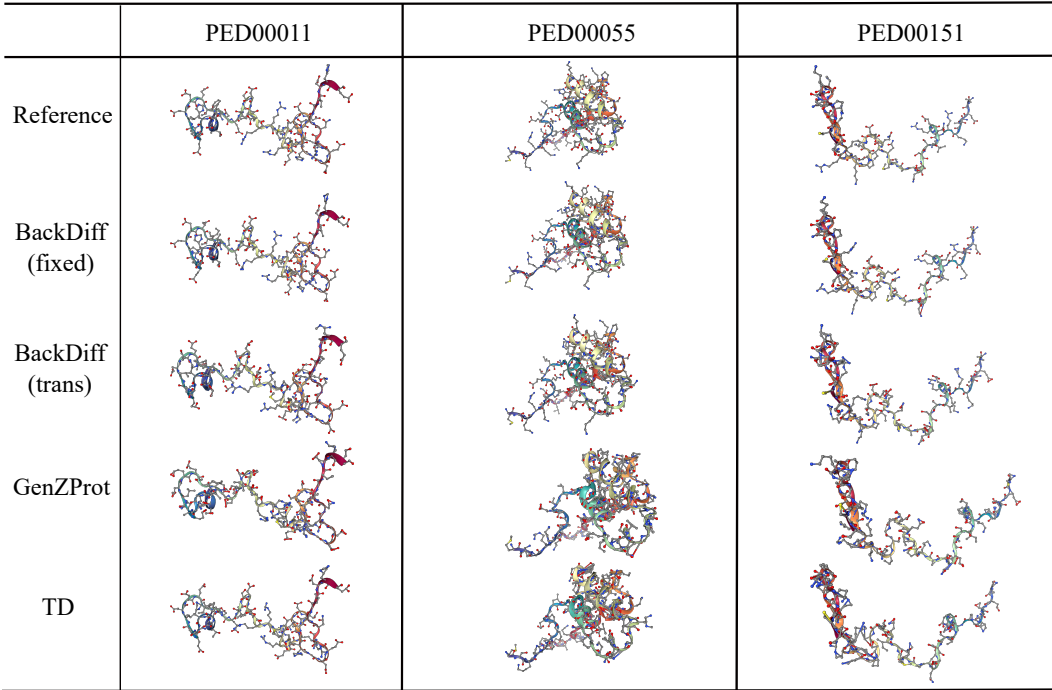 PED00011 PED00055 PED00151
Reference
BackDiff
(fixed)
BackDiff
(trans)
GenZProt
TD